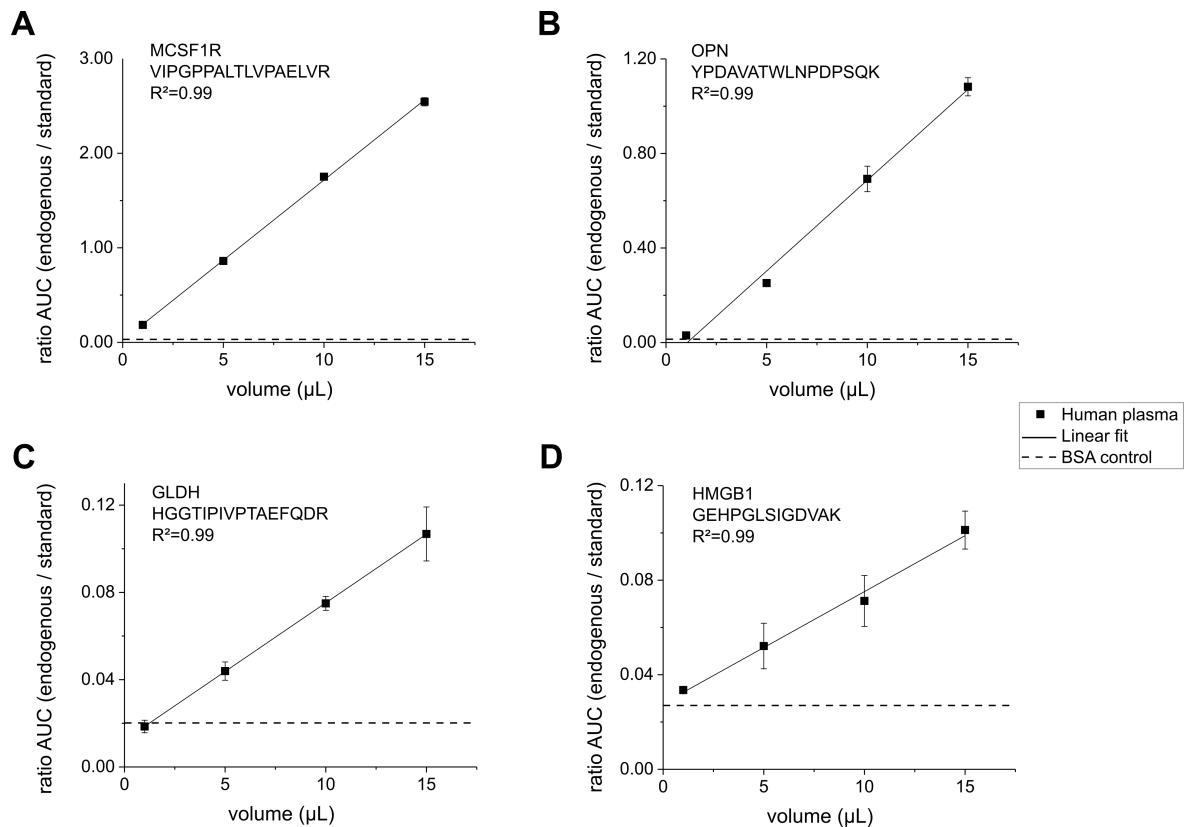 A
MCSF1R
VIPGPPALTLVPAELVR
R²=0.99
ratio AUC (endogenous / standard)
3.00
2.00
1.00
0.00
0
5
10
15
volume (µL)
B
OPN
YPDAVATWLNPDPSQK
R²=0.99
ratio AUC (endogenous / standard)
1.20
0.80
0.40
0.00
0
5
10
15
volume (µL)
Human plasma
Linear fit
BSA control
C
GLDH
HGGTIPIVPTAEFQDR
R²=0.99
ratio AUC (endogenous / standard)
0.12
0.08
0.04
0.00
0
5
10
15
volume (µL)
D
HMGB1
GEHPGLSIGDVAK
R²=0.99
ratio AUC (endogenous / standard)
0.12
0.08
0.04
0.00
0
5
10
15
volume (µL)